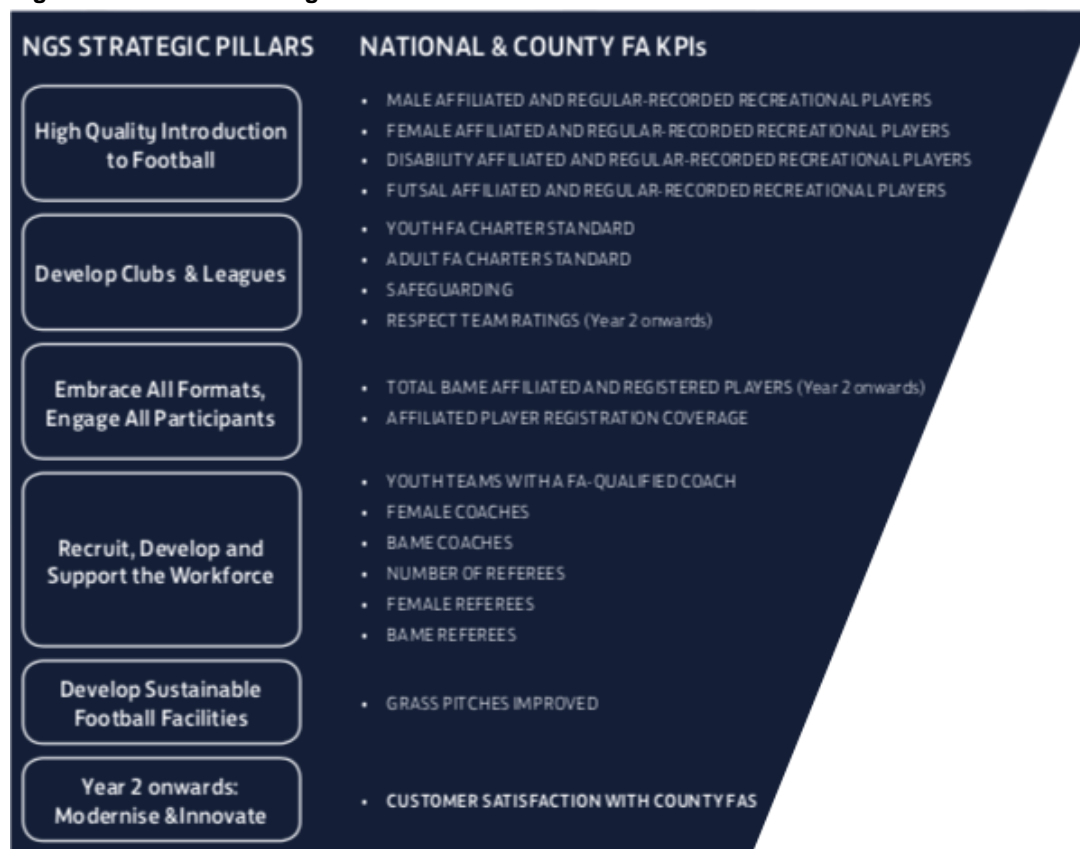 NGS STRATEGIC PILLARS
NATIONAL & COUNTY FA KPIs
High Quality Introduction
to Football
• MALE AFFILIATED AND REGULAR-RECORDED RECREATIONAL PLAYERS
• FEMALE AFFILIATED AND REGULAR-RECORDED RECREATIONAL PLAYERS
• DISABILITY AFFILIATED AND REGULAR-RECORDED RECREATIONAL PLAYERS
• FUTSAL AFFILIATED AND REGULAR-RECORDED RECREATIONAL PLAYERS
Develop Clubs & Leagues
• YOUTH FA CHARTER STANDARD
• ADULT FA CHARTER STANDARD
• SAFEGUARDING
• RESPECT TEAM RATINGS (Year 2 onwards)
Embrace All Formats,
Engage All Participants
• TOTAL BAME AFFILIATED AND REGISTERED PLAYERS (Year 2 onwards)
• AFFILIATED PLAYER REGISTRATION COVERAGE
Recruit, Develop and
Support the Workforce
• YOUTH TEAMS WITH A FA-QUALIFIED COACH
• FEMALE COACHES
• BAME COACHES
• NUMBER OF REFEREES
• FEMALE REFEREES
• BAME REFEREES
Develop Sustainable
Football Facilities
• GRASS PITCHES IMPROVED
Year 2 onwards:
Modernise & Innovate
• CUSTOMER SATISFACTION WITH COUNTY FAS